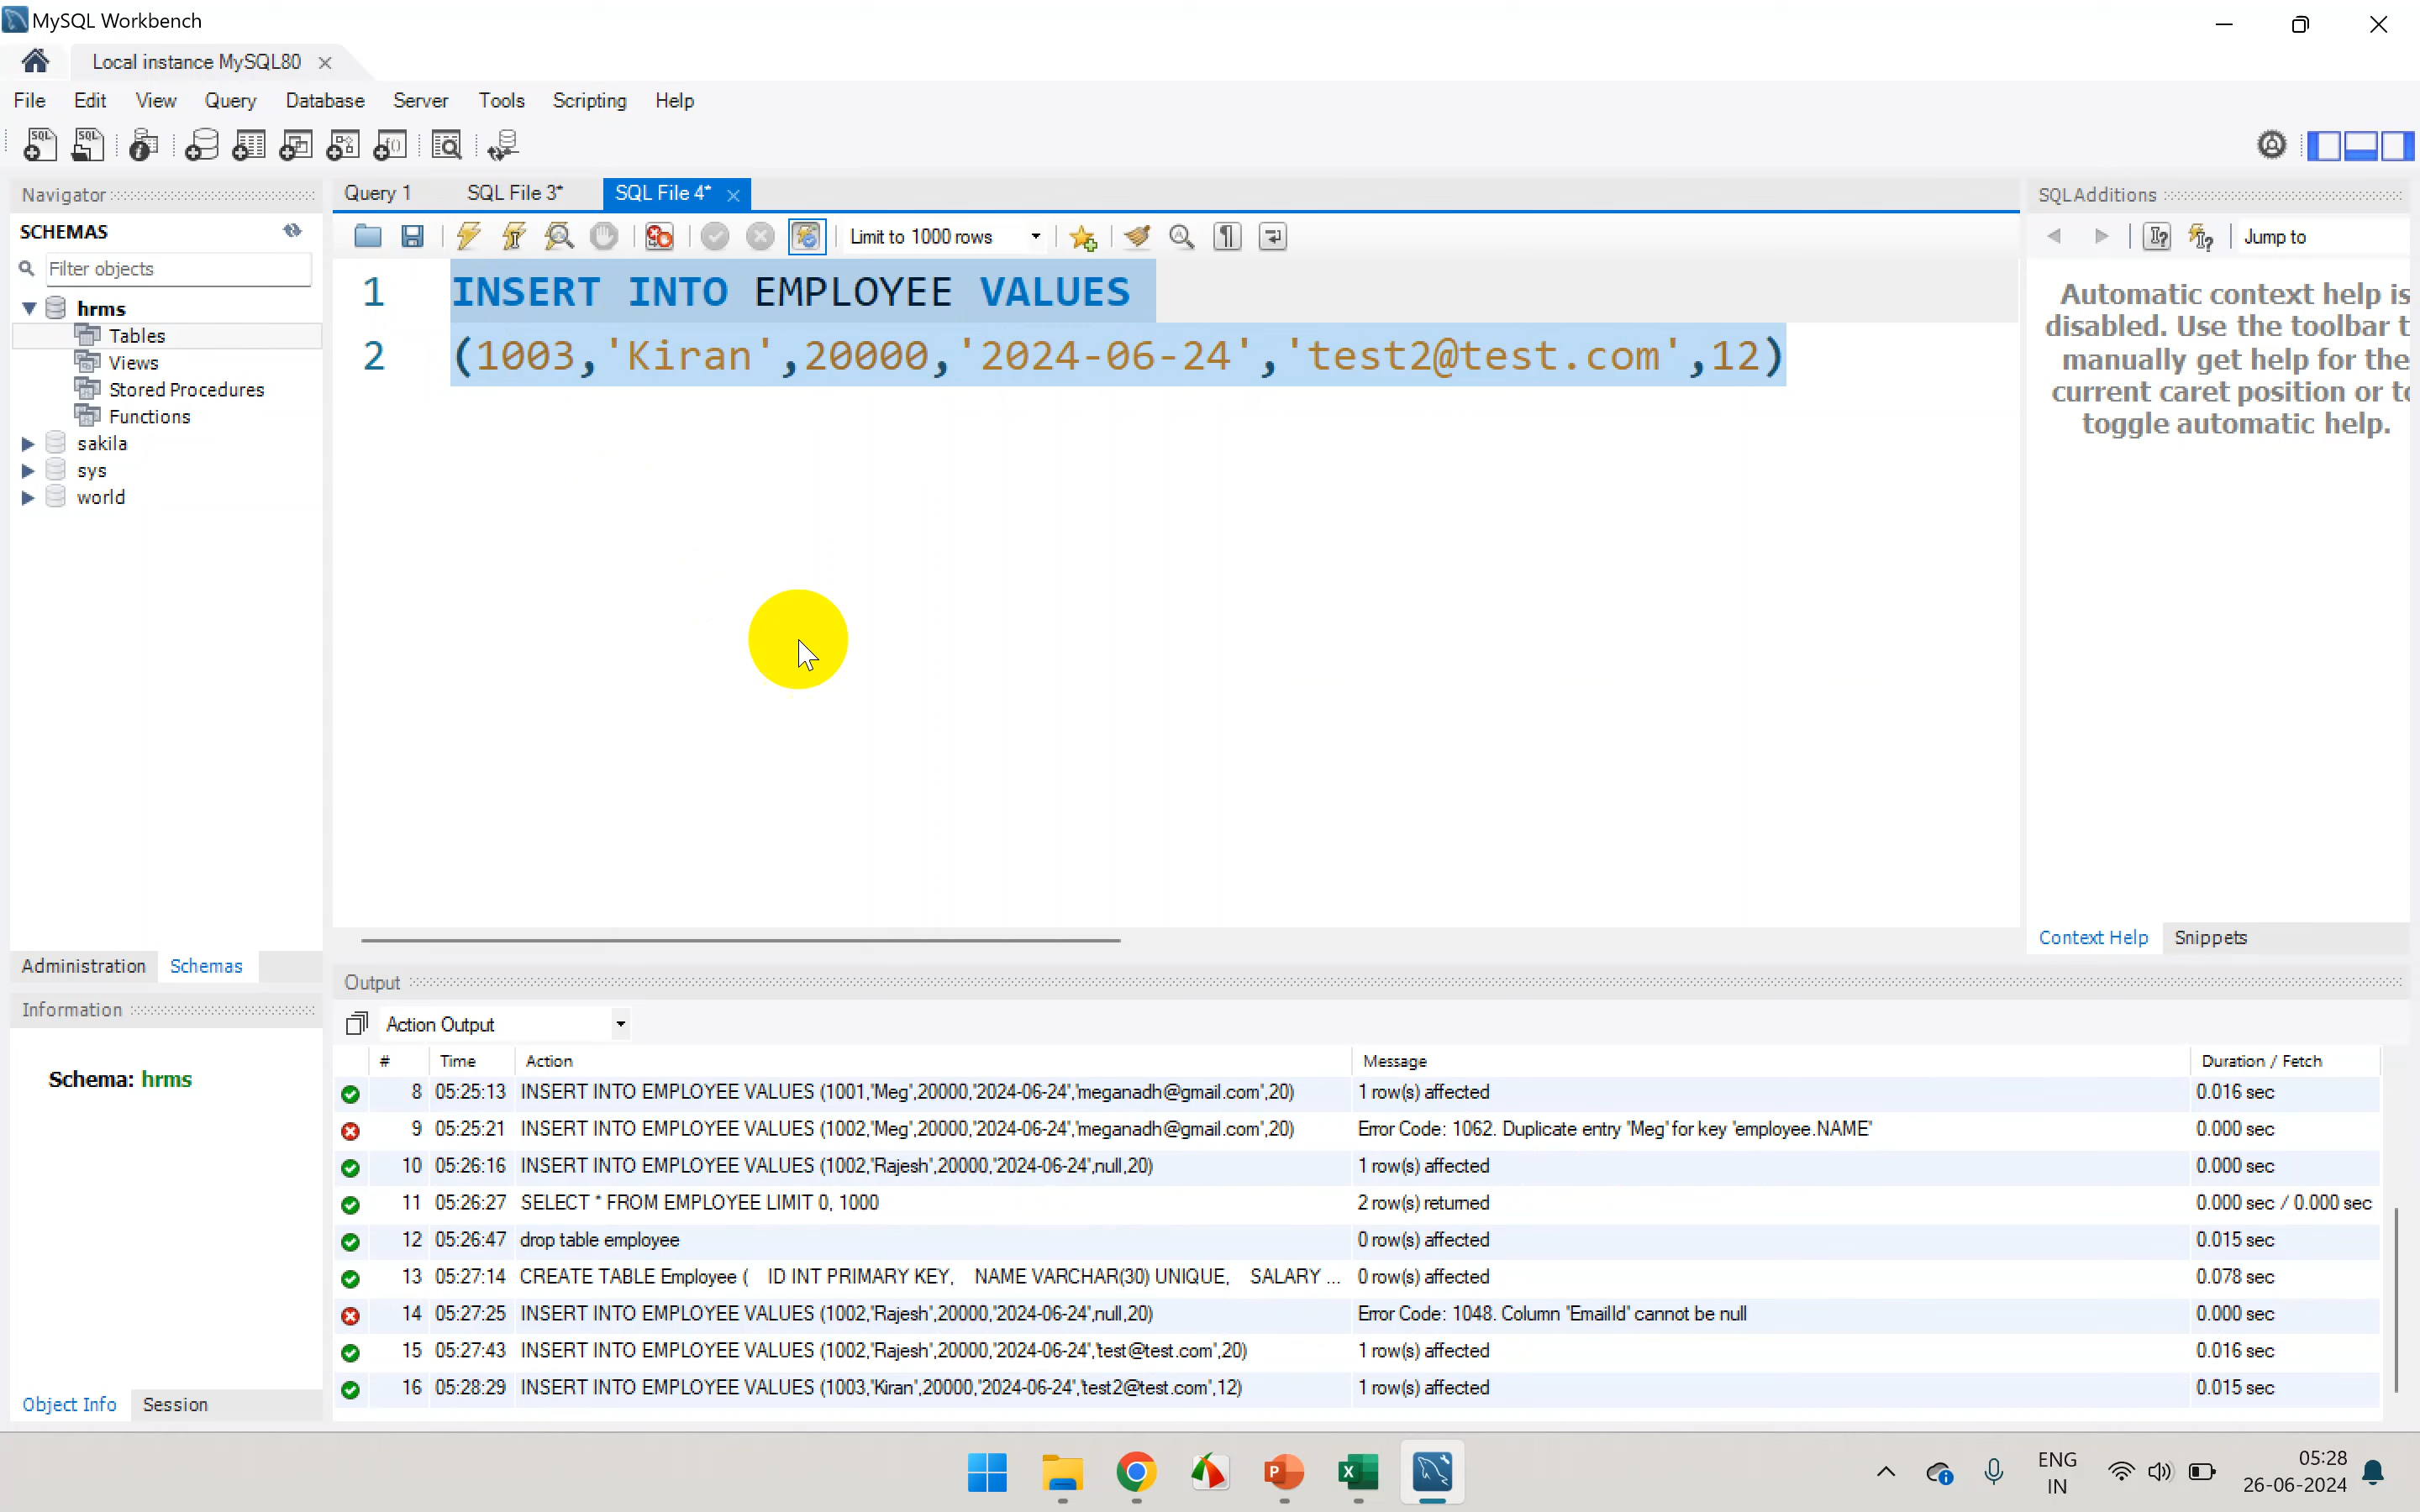 MySQL Workbench
Local instance MySQL80
File Edit View Query Database Server Tools Scripting Help
Navigator
SCHEMAS
Filter objects
hrms
Tables
Views
Stored Procedures
Functions
sakila
sys
world
Administration Schemas
Information
Schema: hrms
Object Info Session
Query 1 SQL File 3* SQL File 4*
Limit to 1000 rows
1 INSERT INTO EMPLOYEE VALUES
2 (1003,'Kiran',20000,'2024-06-24','test2@test.com',12)
SQLAdditions
Jump to
Automatic context help is
disabled. Use the toolbar t
manually get help for the
current caret position or to
toggle automatic help.
Context Help Snippets
Output
Action Output
# Time Action Message Duration / Fetch
8 05:25:13 INSERT INTO EMPLOYEE VALUES (1001,'Meg',20000,'2024-06-24','meganadh@gmail.com',20) 1 row(s) affected 0.016 sec
9 05:25:21 INSERT INTO EMPLOYEE VALUES (1002,'Meg',20000,'2024-06-24','meganadh@gmail.com',20) Error Code: 1062. Duplicate entry 'Meg' for key 'employee.NAME' 0.000 sec
10 05:26:16 INSERT INTO EMPLOYEE VALUES (1002,'Rajesh',20000,'2024-06-24',null,20) 1 row(s) affected 0.000 sec
11 05:26:27 SELECT * FROM EMPLOYEE LIMIT 0, 1000 2 row(s) returned 0.000 sec / 0.000 sec
12 05:26:47 drop table employee 0 row(s) affected 0.015 sec
13 05:27:14 CREATE TABLE Employee ( ID INT PRIMARY KEY, NAME VARCHAR(30) UNIQUE, SALARY ... 0 row(s) affected 0.078 sec
14 05:27:25 INSERT INTO EMPLOYEE VALUES (1002,'Rajesh',20000,'2024-06-24',null,20) Error Code: 1048. Column 'EmailId' cannot be null 0.000 sec
15 05:27:43 INSERT INTO EMPLOYEE VALUES (1002,'Rajesh',20000,'2024-06-24','test@test.com',20) 1 row(s) affected 0.016 sec
16 05:28:29 INSERT INTO EMPLOYEE VALUES (1003,'Kiran',20000,'2024-06-24','test2@test.com',12) 1 row(s) affected 0.015 sec
ENG
IN
05:28
26-06-2024